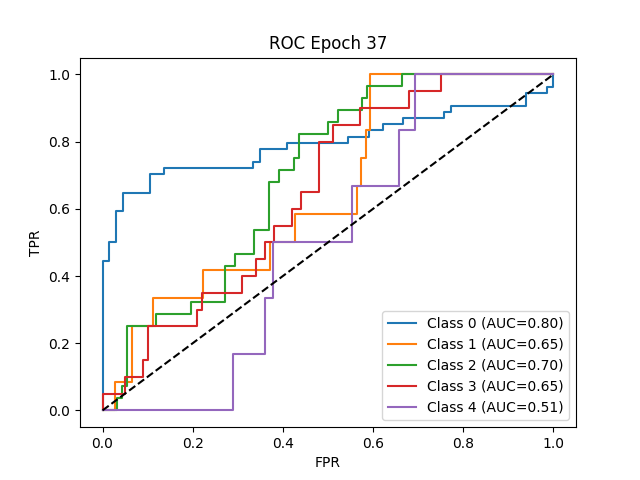 ROC Epoch 37
TPR
1.0
0.8
0.6
0.4
0.2
0.0
Class 0 (AUC=0.80)
Class 1 (AUC=0.65)
Class 2 (AUC=0.70)
Class 3 (AUC=0.65)
Class 4 (AUC=0.51)
0.0 0.2 0.4 0.6 0.8 1.0
FPR